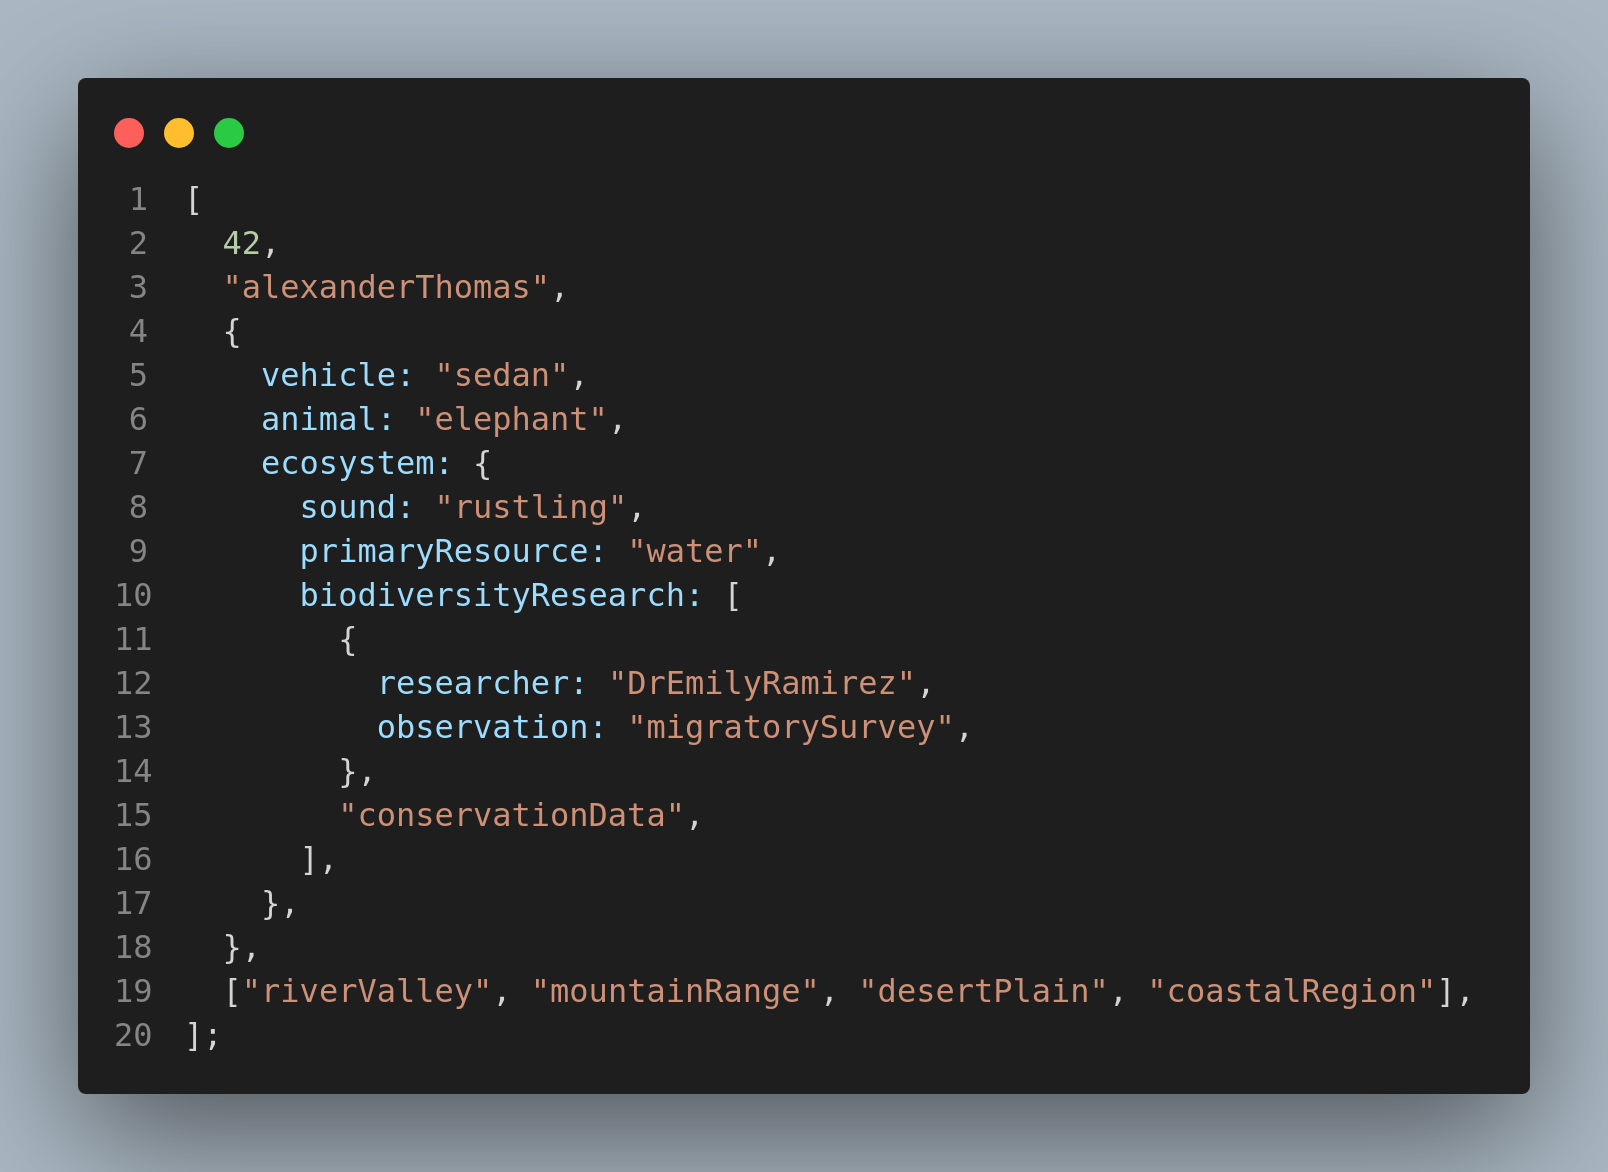 1 [
2   42,
3   "alexanderThomas",
4   {
5     vehicle: "sedan",
6     animal: "elephant",
7     ecosystem: {
8       sound: "rustling",
9       primaryResource: "water",
10       biodiversityResearch: [
11         {
12           researcher: "DrEmilyRamirez",
13           observation: "migratorySurvey",
14         },
15         "conservationData",
16       ],
17     },
18   },
19   ["riverValley", "mountainRange", "desertPlain", "coastalRegion"],
20 ];